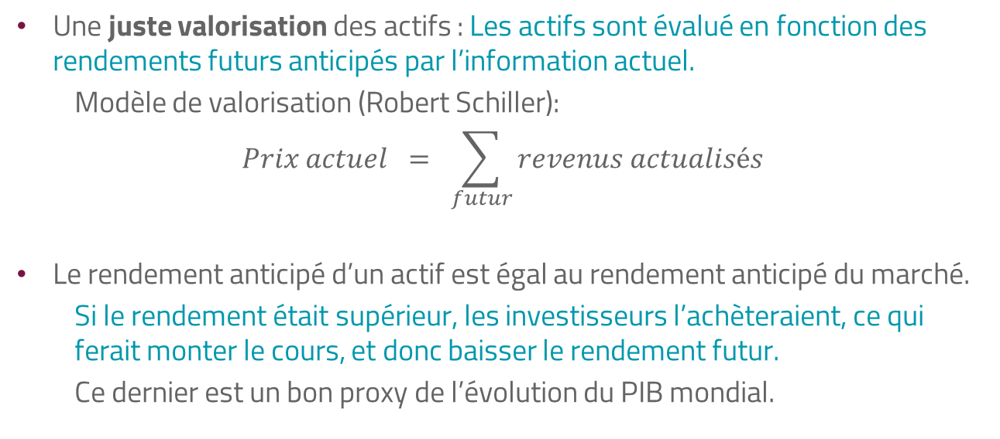 • Une juste valorisation des actifs : Les actifs sont évalué en fonction des
rendements futurs anticipés par l’information actuel.
Modèle de valorisation (Robert Schiller):
Prix actuel = ∑ revenus actualisés
futur
• Le rendement anticipé d’un actif est égal au rendement anticipé du marché.
Si le rendement était supérieur, les investisseurs l’achèteraient, ce qui
ferait monter le cours, et donc baisser le rendement futur.
Ce dernier est un bon proxy de l’évolution du PIB mondial.